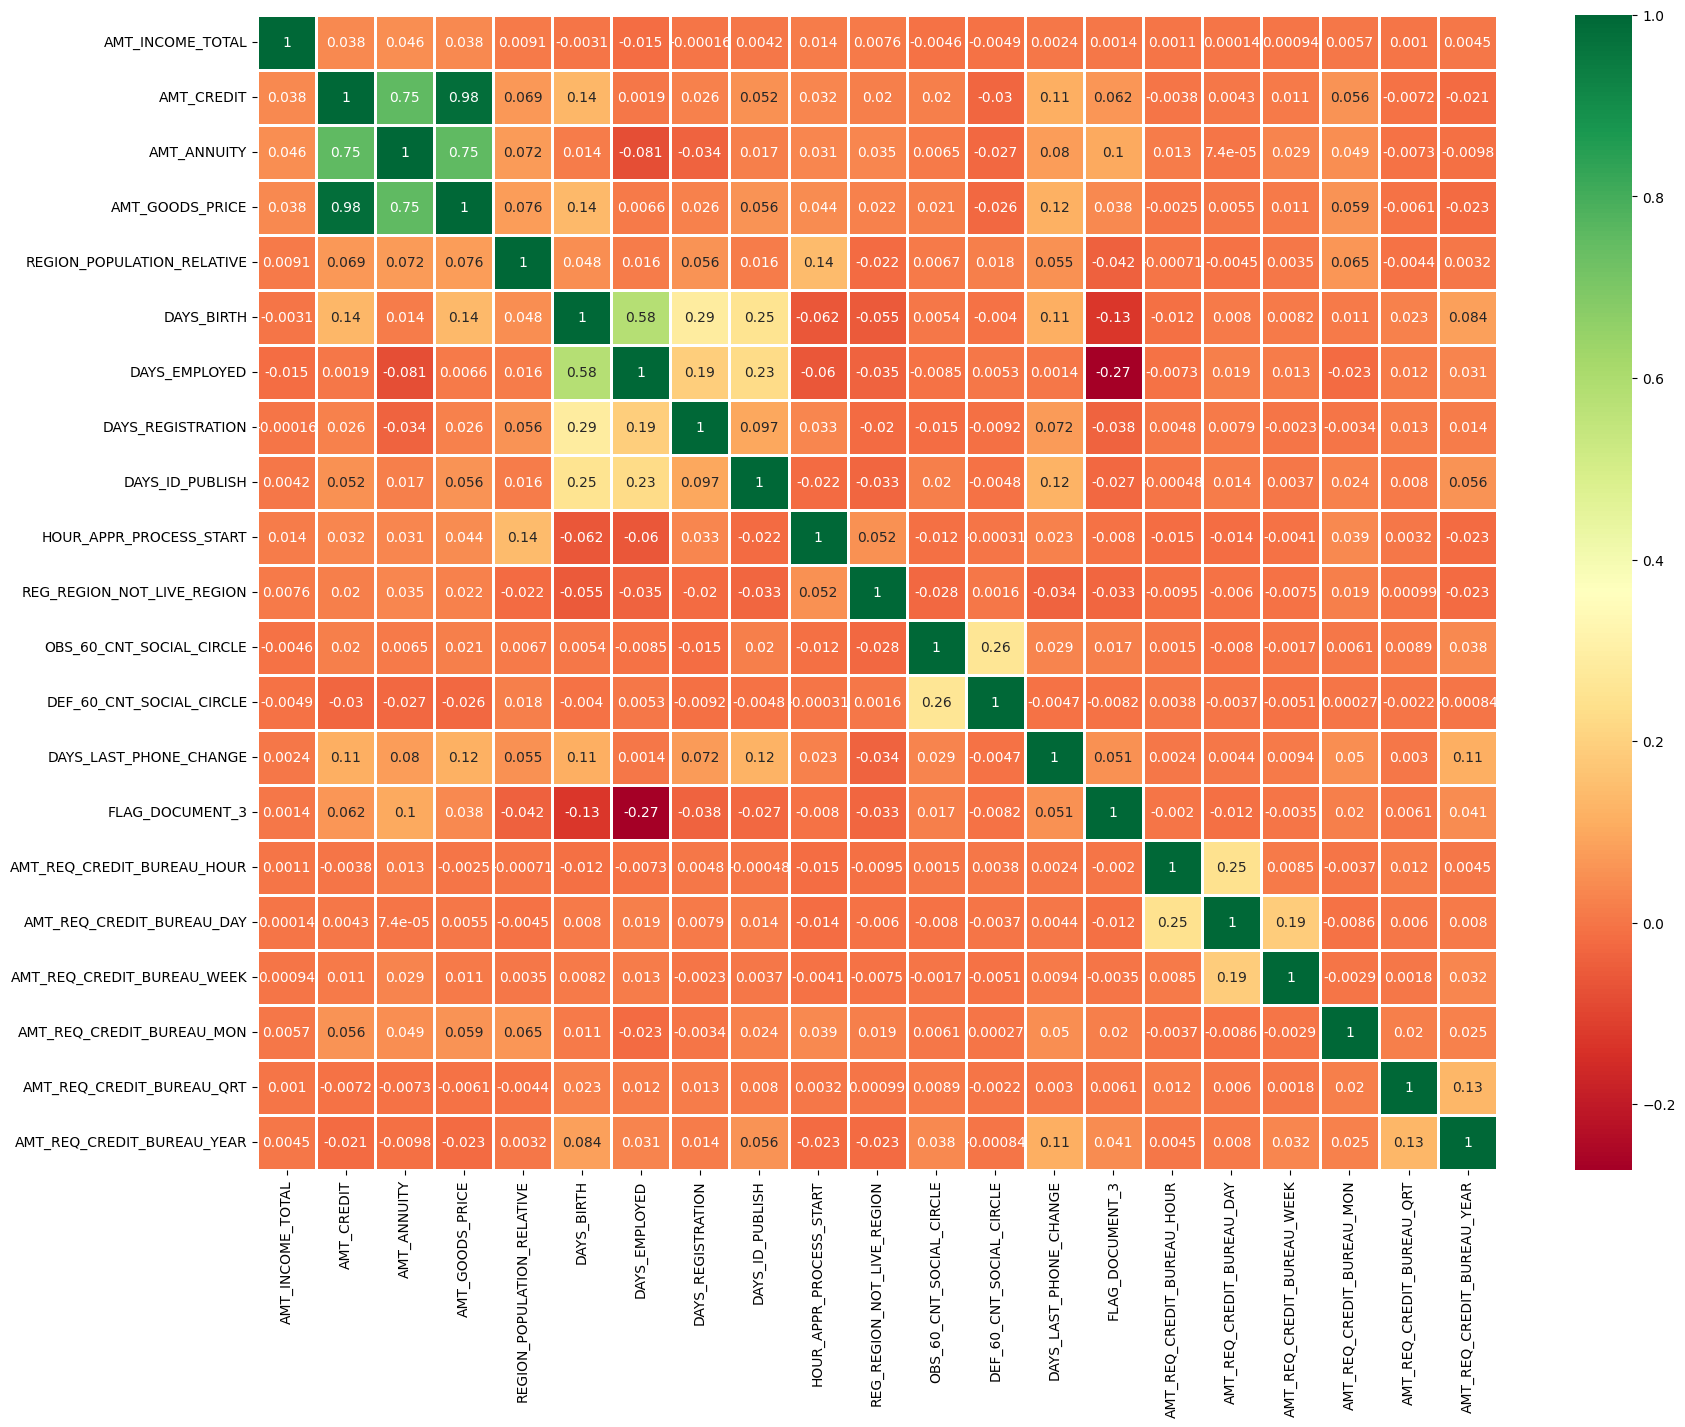 AMT_INCOME_TOTAL 1 0.038 0.046 0.038 0.0091 -0.0031 -0.015 -0.00016 0.0042 0.014 0.0076 -0.0046 -0.0049 0.0024 0.0014 0.0011 0.00014 0.00094 0.0057 0.001 0.0045
AMT_CREDIT 0.038 1 0.75 0.98 0.069 0.14 0.0019 0.026 0.052 0.032 0.02 0.02 -0.03 0.11 0.062 -0.0038 0.0043 0.011 0.056 -0.0072 -0.021
AMT_ANNUITY 0.046 0.75 1 0.75 0.072 0.014 -0.081 -0.034 0.017 0.031 0.035 0.0065 -0.027 0.08 0.1 0.013 7.4e-05 0.029 0.049 -0.0073 -0.0098
AMT_GOODS_PRICE 0.038 0.98 0.75 1 0.076 0.14 0.0066 0.026 0.056 0.044 0.022 0.021 -0.026 0.12 0.038 -0.0025 0.0055 0.011 0.059 -0.0061 -0.023
REGION_POPULATION_RELATIVE 0.0091 0.069 0.072 0.076 1 0.048 0.016 0.056 0.016 0.14 -0.022 0.0067 0.018 0.055 -0.042 -0.00071 -0.0045 0.0035 0.065 -0.0044 0.0032
DAYS_BIRTH -0.0031 0.14 0.014 0.14 0.048 1 0.58 0.29 0.25 -0.062 -0.055 0.0054 -0.004 0.11 -0.13 -0.012 0.008 0.0082 0.011 0.023 0.084
DAYS_EMPLOYED -0.015 0.0019 -0.081 0.0066 0.016 0.58 1 0.19 0.23 -0.06 -0.035 -0.0085 0.0053 0.0014 -0.27 -0.0073 0.019 0.013 -0.023 0.012 0.031
DAYS_REGISTRATION -0.00016 0.026 -0.034 0.026 0.056 0.29 0.19 1 0.097 0.033 -0.02 -0.015 -0.0092 0.072 -0.038 0.0048 0.0079 -0.0023 -0.0034 0.013 0.014
DAYS_ID_PUBLISH 0.0042 0.052 0.017 0.056 0.016 0.25 0.23 0.097 1 -0.022 -0.033 0.02 -0.0048 0.12 -0.027 -0.00048 0.014 0.0037 0.024 0.008 0.056
HOUR_APPR_PROCESS_START 0.014 0.032 0.031 0.044 0.14 -0.062 -0.06 0.033 -0.022 1 0.052 -0.012 -0.00031 0.023 -0.008 -0.015 -0.014 -0.0041 0.039 0.0032 -0.023
REG_REGION_NOT_LIVE_REGION 0.0076 0.02 0.035 0.022 -0.022 -0.055 -0.035 -0.02 -0.033 0.052 1 -0.028 0.0016 -0.034 -0.033 -0.0095 -0.006 -0.0075 0.019 0.00099 -0.023
OBS_60_CNT_SOCIAL_CIRCLE -0.0046 0.02 0.0065 0.021 0.0067 0.0054 -0.0085 -0.015 0.02 -0.012 -0.028 1 0.26 0.029 0.017 0.0015 -0.008 -0.0017 0.0061 0.0089 0.038
DEF_60_CNT_SOCIAL_CIRCLE -0.0049 -0.03 -0.027 -0.026 0.018 -0.004 0.0053 -0.0092 -0.0048 -0.00031 0.0016 0.26 1 -0.0047 -0.0082 0.0038 -0.0037 -0.0051 0.00027 -0.0022 -0.00084
DAYS_LAST_PHONE_CHANGE 0.0024 0.11 0.08 0.12 0.055 0.11 0.0014 0.072 0.12 0.023 -0.034 0.029 -0.0047 1 0.051 0.0024 0.0044 0.0094 0.05 0.003 0.11
FLAG_DOCUMENT_3 0.0014 0.062 0.1 0.038 -0.042 -0.13 -0.27 -0.038 -0.027 -0.008 -0.033 0.017 -0.0082 0.051 1 -0.002 -0.012 -0.0035 0.02 0.0061 0.041
AMT_REQ_CREDIT_BUREAU_HOUR 0.0011 -0.0038 0.013 -0.0025 -0.00071 -0.012 -0.0073 0.0048 -0.00048 -0.015 -0.0095 0.0015 0.0038 0.0024 -0.002 1 0.25 0.0085 -0.0037 0.012 0.0045
AMT_REQ_CREDIT_BUREAU_DAY 0.00014 0.0043 7.4e-05 0.0055 -0.0045 0.008 0.019 0.0079 0.014 -0.014 -0.006 -0.008 -0.0037 0.0044 -0.012 0.25 1 0.19 -0.0086 0.006 0.008
AMT_REQ_CREDIT_BUREAU_WEEK 0.00094 0.011 0.029 0.011 0.0035 0.0082 0.013 -0.0023 0.0037 -0.0041 -0.0075 -0.0017 -0.0051 0.0094 -0.0035 0.0085 0.19 1 -0.0029 0.0018 0.032
AMT_REQ_CREDIT_BUREAU_MON 0.0057 0.056 0.049 0.059 0.065 0.011 -0.023 -0.0034 0.024 0.039 0.019 0.0061 0.00027 0.05 0.02 -0.0037 -0.0086 -0.0029 1 0.02 0.025
AMT_REQ_CREDIT_BUREAU_QRT 0.001 -0.0072 -0.0073 -0.0061 -0.0044 0.023 0.012 0.013 0.008 0.0032 0.00099 0.0089 -0.0022 0.003 0.0061 0.012 0.006 0.0018 0.02 1 0.13
AMT_REQ_CREDIT_BUREAU_YEAR 0.0045 -0.021 -0.0098 -0.023 0.0032 0.084 0.031 0.014 0.056 -0.023 -0.023 0.038 -0.00084 0.11 0.041 0.0045 0.008 0.032 0.025 0.13 1
AMT_INCOME_TOTAL
AMT_CREDIT
AMT_ANNUITY
AMT_GOODS_PRICE
REGION_POPULATION_RELATIVE
DAYS_BIRTH
DAYS_EMPLOYED
DAYS_REGISTRATION
DAYS_ID_PUBLISH
HOUR_APPR_PROCESS_START
REG_REGION_NOT_LIVE_REGION
OBS_60_CNT_SOCIAL_CIRCLE
DEF_60_CNT_SOCIAL_CIRCLE
DAYS_LAST_PHONE_CHANGE
FLAG_DOCUMENT_3
AMT_REQ_CREDIT_BUREAU_HOUR
AMT_REQ_CREDIT_BUREAU_DAY
AMT_REQ_CREDIT_BUREAU_WEEK
AMT_REQ_CREDIT_BUREAU_MON
AMT_REQ_CREDIT_BUREAU_QRT
AMT_REQ_CREDIT_BUREAU_YEAR
1.0
0.8
0.6
0.4
0.2
0.0
−0.2